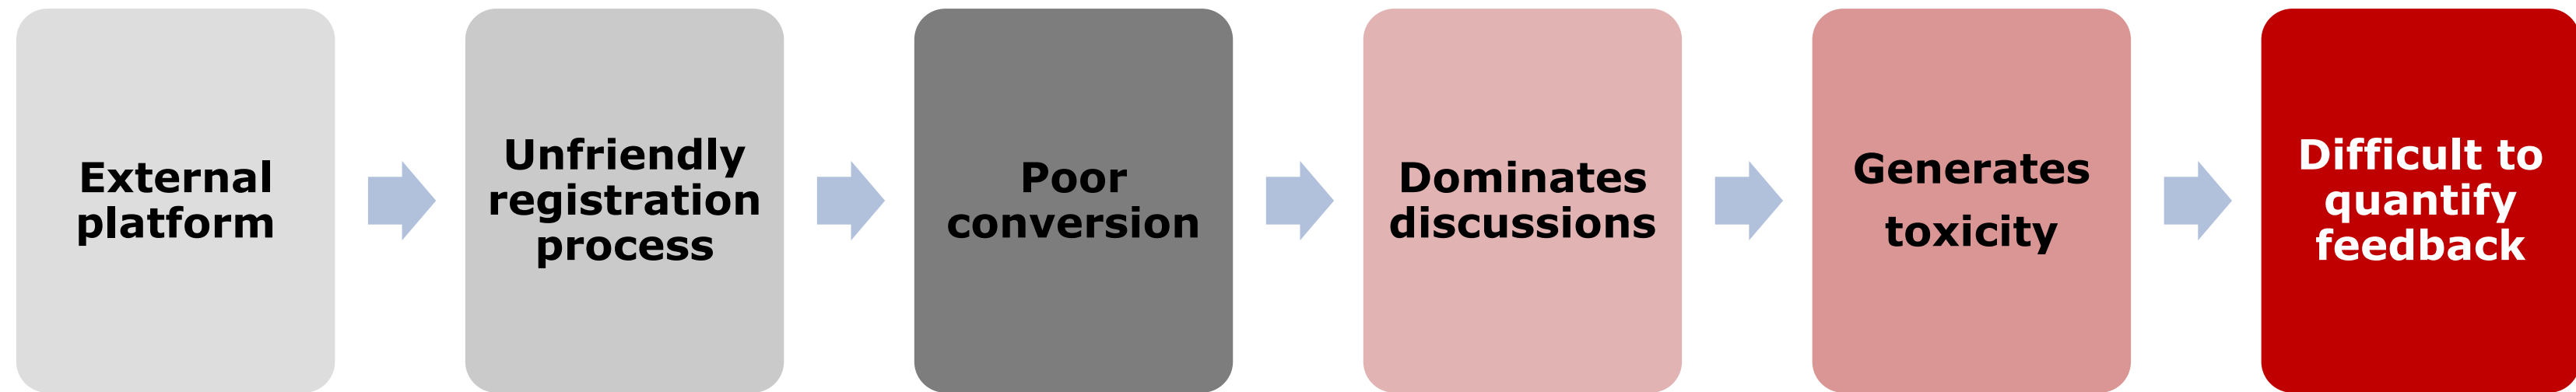 External
platform
Unfriendly
registration
process
Poor
conversion
Dominates
discussions
Generates
toxicity
Difficult to
quantify
feedback